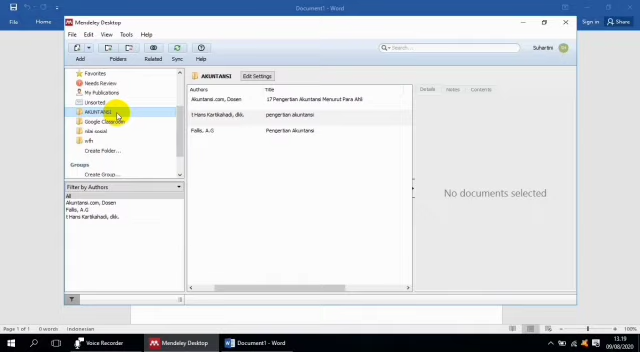 Document1 - Word
File
Home
Sign in
Share
Mendeley Desktop
File Edit View Tools Help
Add
Folders
Related
Sync
Help
Search...
Suhartini
Favorites
Needs Review
My Publications
Unsorted
AKUNTANSI
Google Classroom
nilai sosial
Create Folder...
Groups
Create Group...
Filter by Authors
All
Akuntansi.com, Dosen
Fallis, A.G
t Hans Kartikahadi, dkk.
AKUNTANSI
Edit Settings
Authors Title
Akuntansi.com, Dosen 17 Pengertian Akuntansi Menurut Para Ahli
t Hans Kartikahadi, dkk. pengertian akuntansi
Fallis, A.G Pengertian Akuntansi
Details Notes Contents
No documents selected
Page 1 of 1 0 words Indonesian
100%
Voice Recorder
Mendeley Desktop
Document1 - Word
13.19
09/08/2020